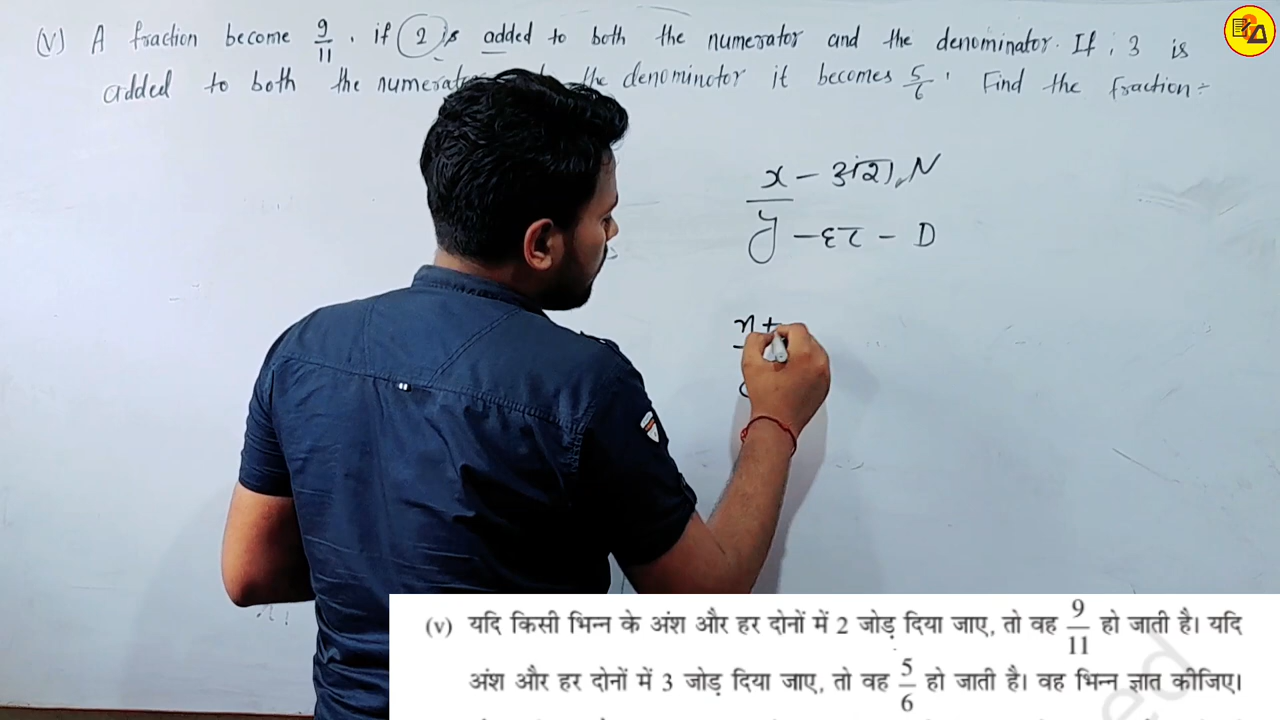 (v) A fraction become 9/11. if 2 is added to both the numerator and the denominator. If, 3 is
added to both the the denominotor it becomes 5/6. Find the fraction÷
x - अंश, N
y - हर - D
x +
(v) यदि किसी भिन्न के अंश और हर दोनों में 2 जोड़ दिया जाए, तो वह 9/11 हो जाती है। यदि
अंश और हर दोनों में 3 जोड़ दिया जाए, तो वह 5/6 हो जाती है। वह भिन्न ज्ञात कीजिए।